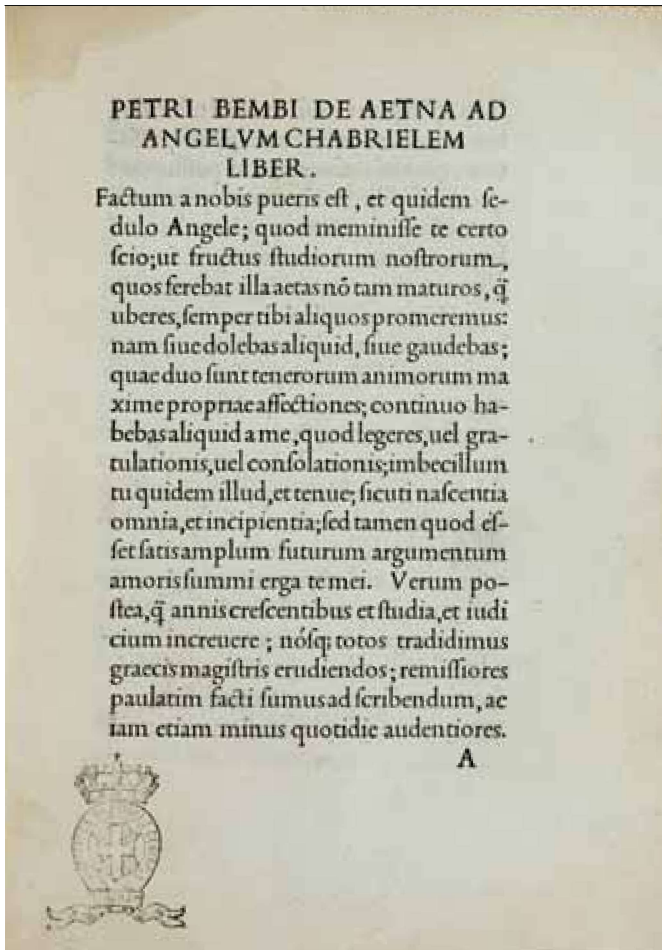 PETRI BEMBI DE AETNA AD
ANGELVM CHABRIELEM
LIBER.
Factum a nobis pueris eſt, et quidem ſe-
dulo Angele; quod meminiſſe te certo
ſcio; ut fructus ſtudiorum noſtrorum,
quos ferebat illa aetas nō tam maturos, q̄
uberes, ſemper tibi aliquos promeremus:
nam ſiue dolebas aliquid, ſiue gaudebas;
quae duo ſunt tenerorum animorum ma
xime propriae affectiones; continuo ha-
bebas aliquid a me, quod legeres, uel gra-
tulationis, uel conſolationis; imbecillum
tu quidem illud, et tenue; ſicuti naſcentia
omnia, et incipientia; ſed tamen quod éſ-
ſet ſatis amplum futurum argumentum
amoris ſummi erga te mei. Verum po-
ſtea, q̄ annis creſcentibus et ſtudia, et iudi
cium increuere; nóſq; totos tradidimus
graecis magiſtris erudiendos; remiſſiores
paulatim facti ſumus ad ſcribendum, ac
iam etiam minus quotidie audentiores.
A